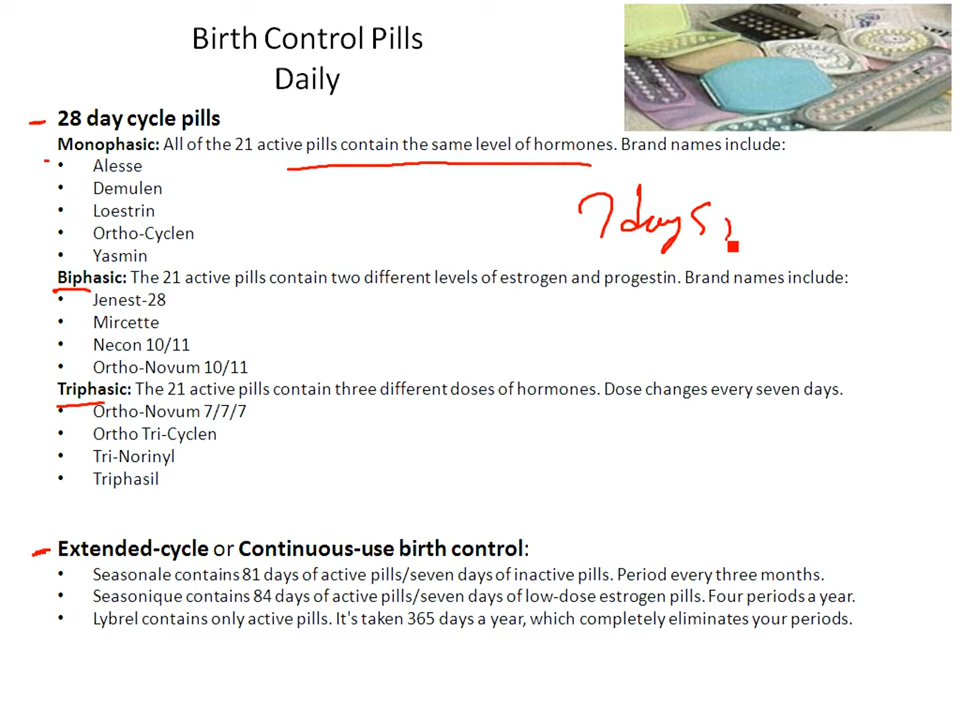 Birth Control Pills
Daily
28 day cycle pills
Monophasic: All of the 21 active pills contain the same level of hormones. Brand names include:
• Alesse
• Demulen
• Loestrin
• Ortho-Cyclen
• Yasmin
7 days
Biphasic: The 21 active pills contain two different levels of estrogen and progestin. Brand names include:
• Jenest-28
• Mircette
• Necon 10/11
• Ortho-Novum 10/11
Triphasic: The 21 active pills contain three different doses of hormones. Dose changes every seven days.
• Ortho-Novum 7/7/7
• Ortho Tri-Cyclen
• Tri-Norinyl
• Triphasil
Extended-cycle or Continuous-use birth control:
• Seasonale contains 81 days of active pills/seven days of inactive pills. Period every three months.
• Seasonique contains 84 days of active pills/seven days of low-dose estrogen pills. Four periods a year.
• Lybrel contains only active pills. It's taken 365 days a year, which completely eliminates your periods.